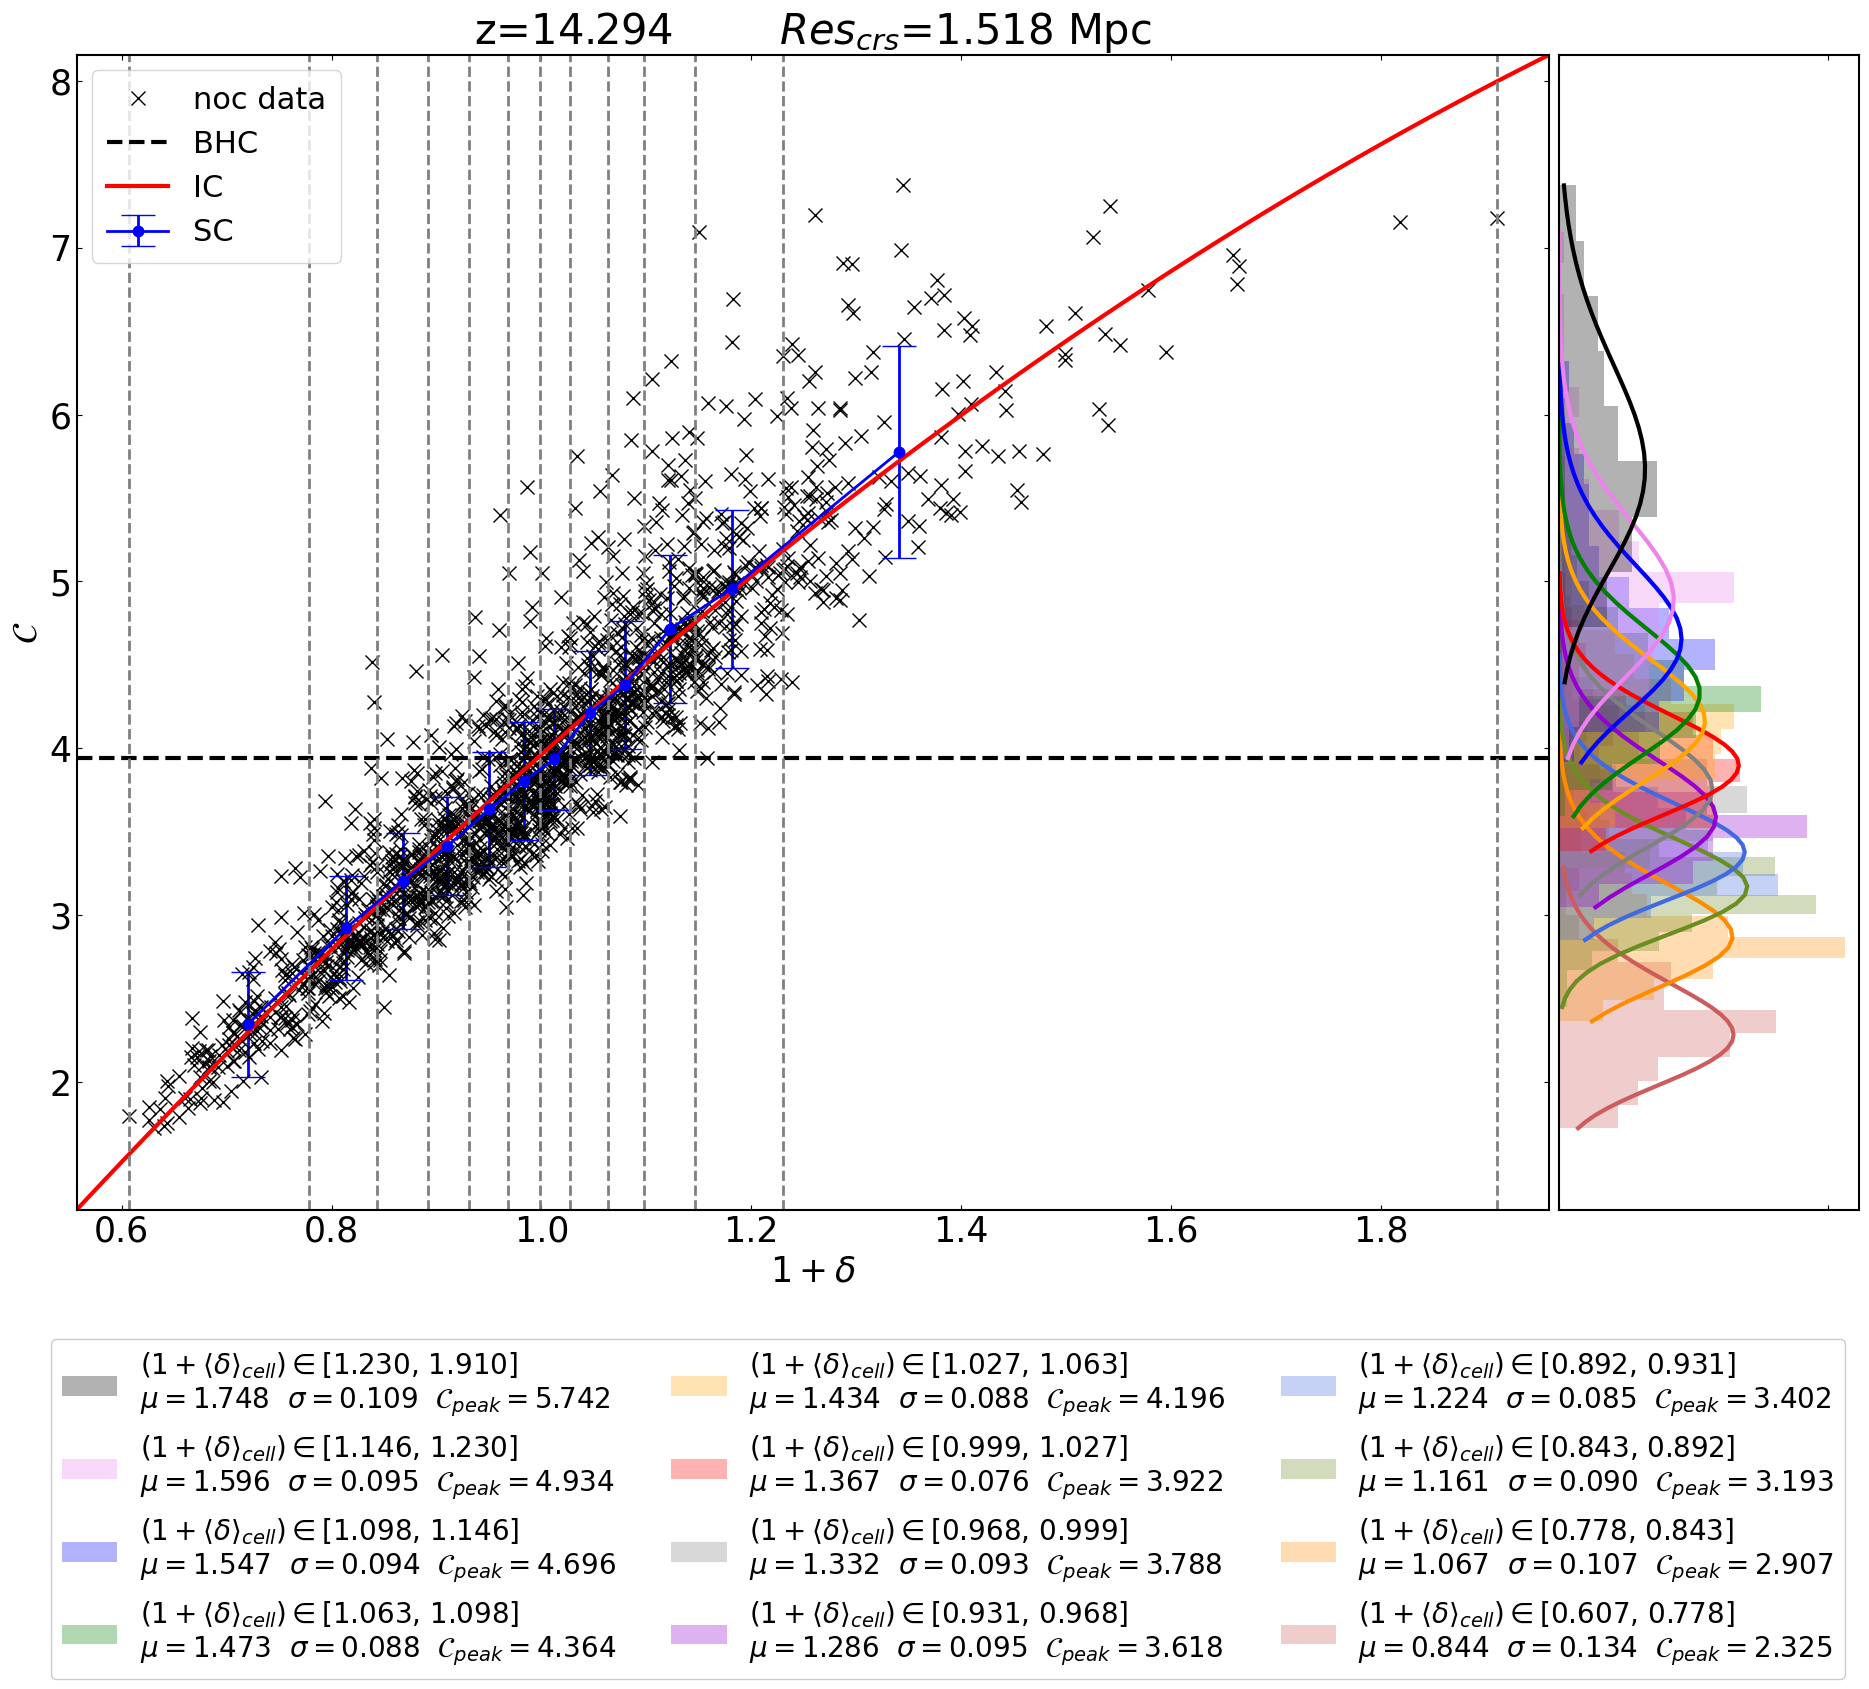 z=14.294 Res_crs=1.518 Mpc
noc data
BHC
IC
SC
8
7
6
5
4
3
2
𝒞
0.6 0.8 1.0 1.2 1.4 1.6 1.8
1 + δ
(1 + ⟨δ⟩_cell) ∈ [1.230, 1.910]
μ = 1.748 σ = 0.109 𝒞_peak = 5.742
(1 + ⟨δ⟩_cell) ∈ [1.146, 1.230]
μ = 1.596 σ = 0.095 𝒞_peak = 4.934
(1 + ⟨δ⟩_cell) ∈ [1.098, 1.146]
μ = 1.547 σ = 0.094 𝒞_peak = 4.696
(1 + ⟨δ⟩_cell) ∈ [1.063, 1.098]
μ = 1.473 σ = 0.088 𝒞_peak = 4.364
(1 + ⟨δ⟩_cell) ∈ [1.027, 1.063]
μ = 1.434 σ = 0.088 𝒞_peak = 4.196
(1 + ⟨δ⟩_cell) ∈ [0.999, 1.027]
μ = 1.367 σ = 0.076 𝒞_peak = 3.922
(1 + ⟨δ⟩_cell) ∈ [0.968, 0.999]
μ = 1.332 σ = 0.093 𝒞_peak = 3.788
(1 + ⟨δ⟩_cell) ∈ [0.931, 0.968]
μ = 1.286 σ = 0.095 𝒞_peak = 3.618
(1 + ⟨δ⟩_cell) ∈ [0.892, 0.931]
μ = 1.224 σ = 0.085 𝒞_peak = 3.402
(1 + ⟨δ⟩_cell) ∈ [0.843, 0.892]
μ = 1.161 σ = 0.090 𝒞_peak = 3.193
(1 + ⟨δ⟩_cell) ∈ [0.778, 0.843]
μ = 1.067 σ = 0.107 𝒞_peak = 2.907
(1 + ⟨δ⟩_cell) ∈ [0.607, 0.778]
μ = 0.844 σ = 0.134 𝒞_peak = 2.325